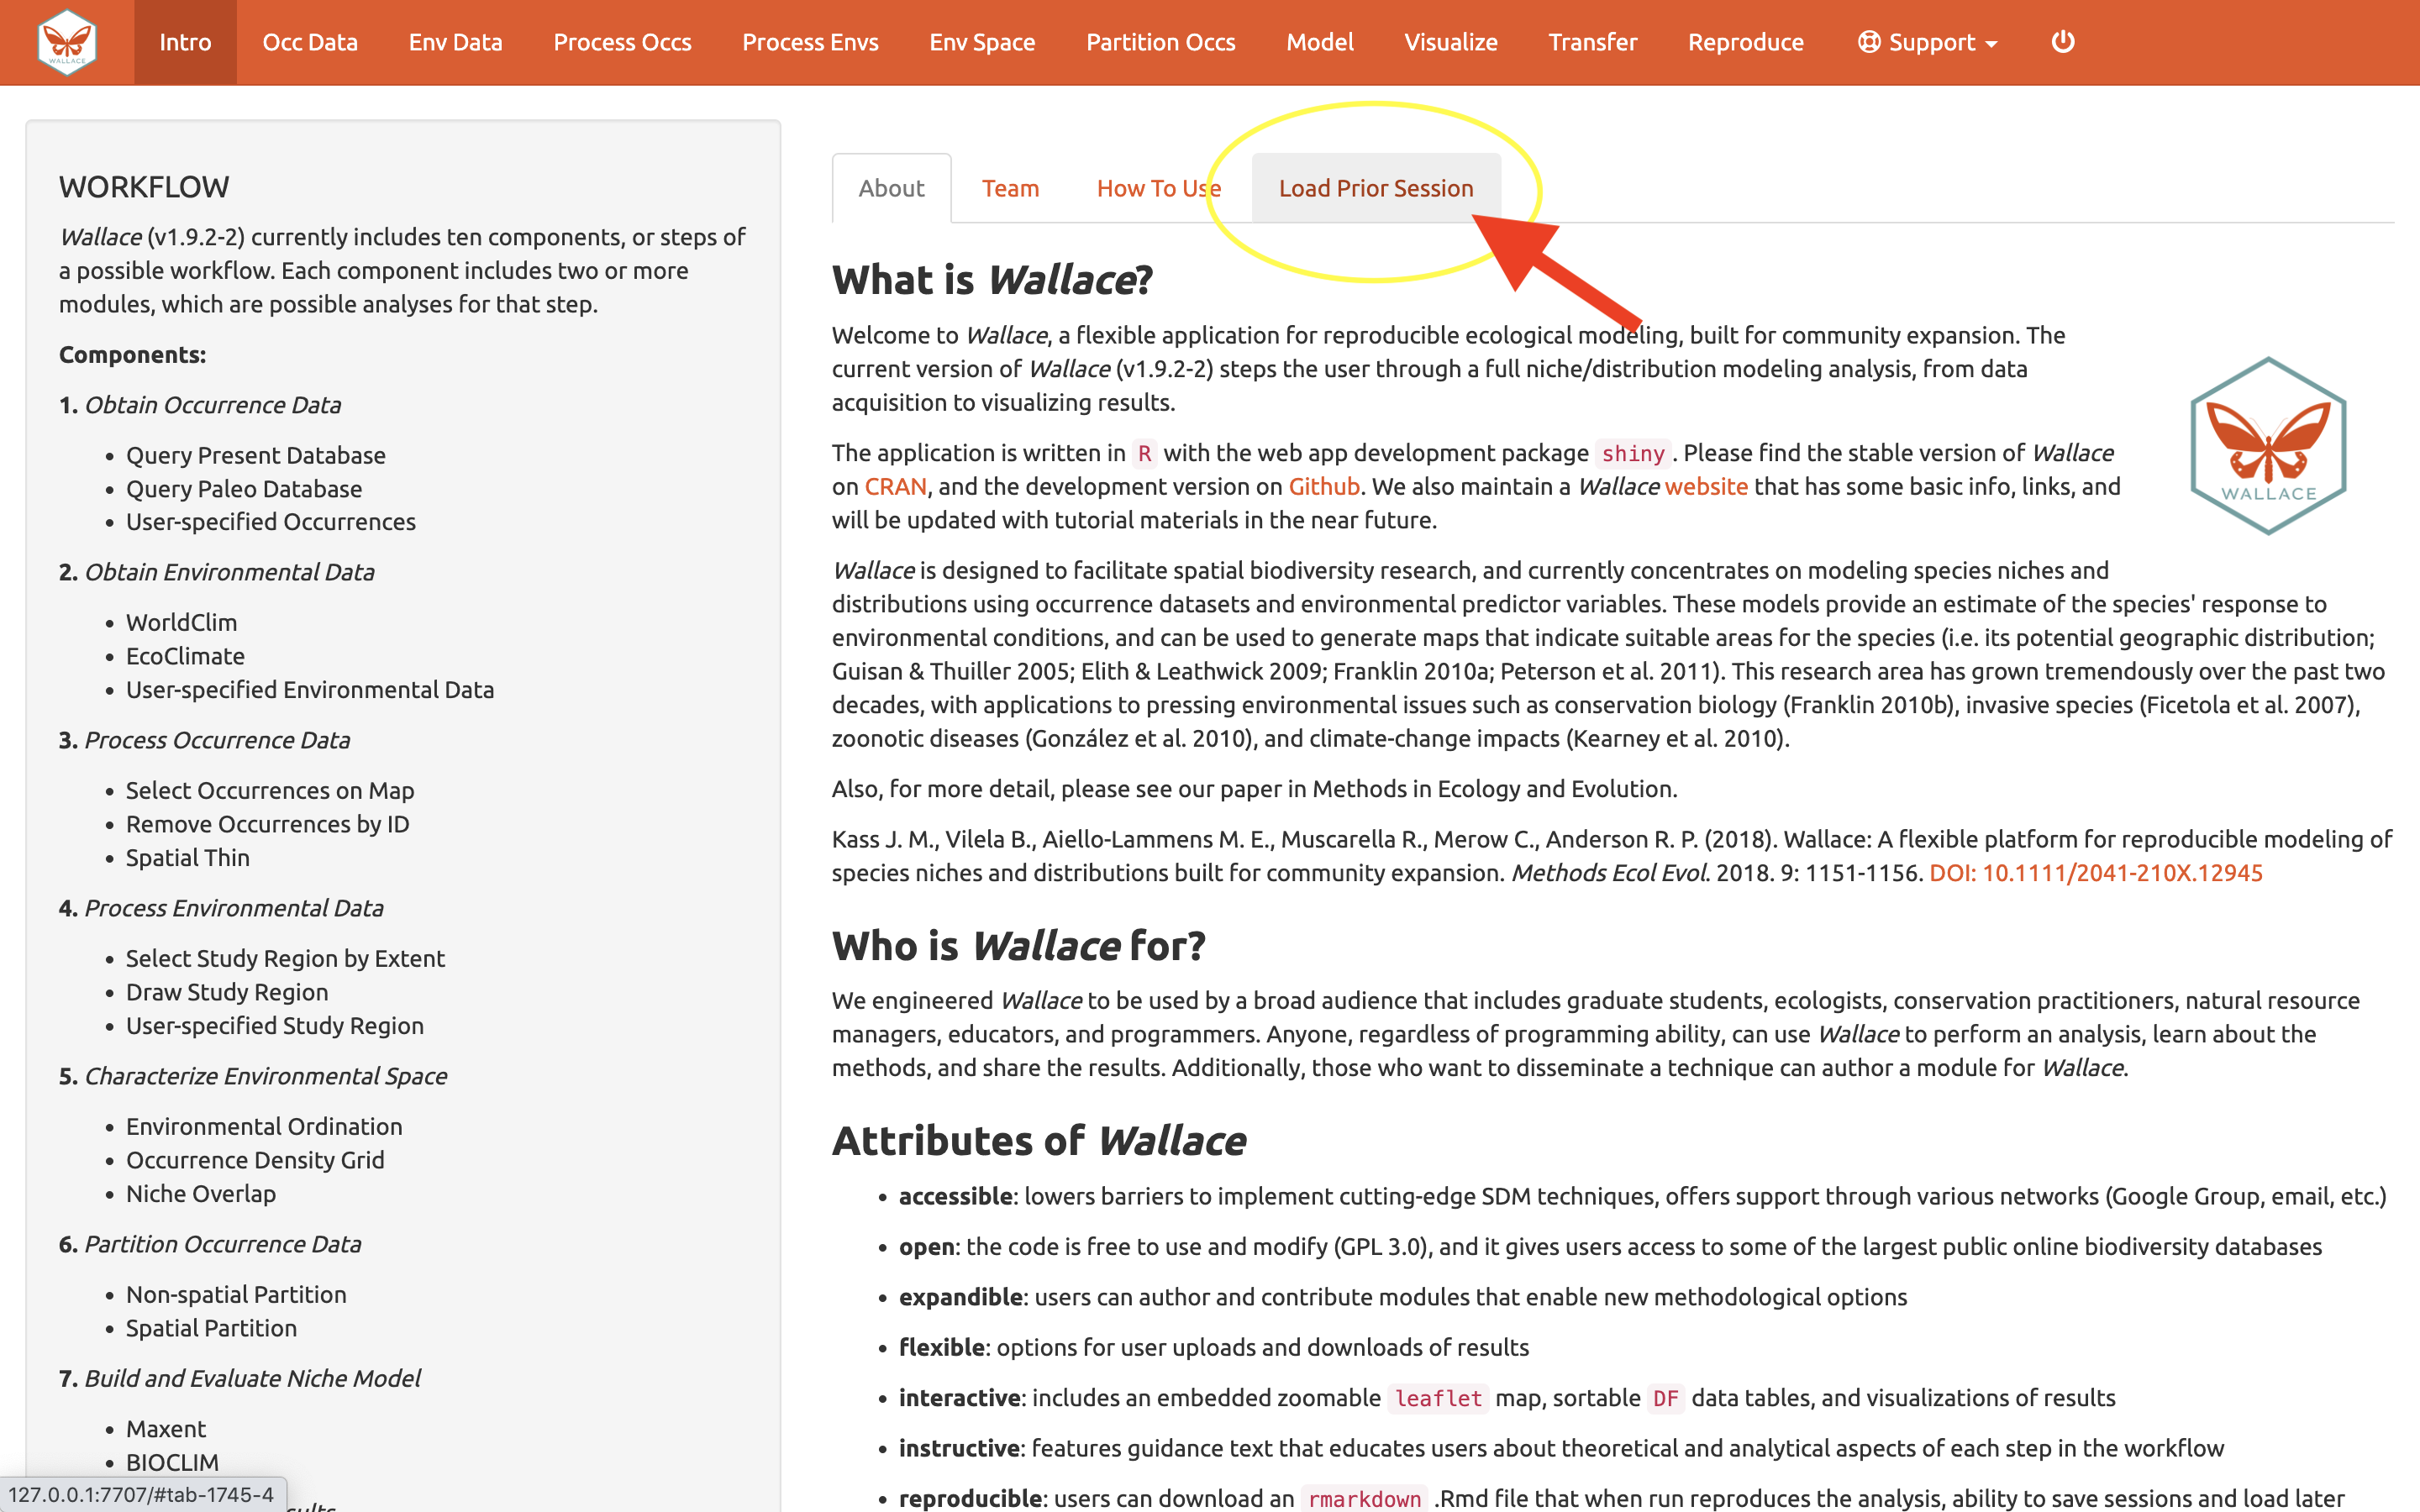 WALLACE
Intro
Occ Data
Env Data
Process Occs
Process Envs
Env Space
Partition Occs
Model
Visualize
Transfer
Reproduce
Support
WORKFLOW
Wallace (v1.9.2-2) currently includes ten components, or steps of
a possible workflow. Each component includes two or more
modules, which are possible analyses for that step.
Components:
1. Obtain Occurrence Data
• Query Present Database
• Query Paleo Database
• User-specified Occurrences
2. Obtain Environmental Data
• WorldClim
• EcoClimate
• User-specified Environmental Data
3. Process Occurrence Data
• Select Occurrences on Map
• Remove Occurrences by ID
• Spatial Thin
4. Process Environmental Data
• Select Study Region by Extent
• Draw Study Region
• User-specified Study Region
5. Characterize Environmental Space
• Environmental Ordination
• Occurrence Density Grid
• Niche Overlap
6. Partition Occurrence Data
• Non-spatial Partition
• Spatial Partition
7. Build and Evaluate Niche Model
• Maxent
• BIOCLIM
127.0.0.1:7707/#tab-1745-4
About
Team
How To Use
Load Prior Session
What is Wallace?
Welcome to Wallace, a flexible application for reproducible ecological modeling, built for community expansion. The
current version of Wallace (v1.9.2-2) steps the user through a full niche/distribution modeling analysis, from data
acquisition to visualizing results.
The application is written in R with the web app development package shiny. Please find the stable version of Wallace
on CRAN, and the development version on Github. We also maintain a Wallace website that has some basic info, links, and
will be updated with tutorial materials in the near future.
WALLACE
Wallace is designed to facilitate spatial biodiversity research, and currently concentrates on modeling species niches and
distributions using occurrence datasets and environmental predictor variables. These models provide an estimate of the species' response to
environmental conditions, and can be used to generate maps that indicate suitable areas for the species (i.e. its potential geographic distribution;
Guisan & Thuiller 2005; Elith & Leathwick 2009; Franklin 2010a; Peterson et al. 2011). This research area has grown tremendously over the past two
decades, with applications to pressing environmental issues such as conservation biology (Franklin 2010b), invasive species (Ficetola et al. 2007),
zoonotic diseases (González et al. 2010), and climate-change impacts (Kearney et al. 2010).
Also, for more detail, please see our paper in Methods in Ecology and Evolution.
Kass J. M., Vilela B., Aiello-Lammens M. E., Muscarella R., Merow C., Anderson R. P. (2018). Wallace: A flexible platform for reproducible modeling of
species niches and distributions built for community expansion. Methods Ecol Evol. 2018. 9: 1151-1156. DOI: 10.1111/2041-210X.12945
Who is Wallace for?
We engineered Wallace to be used by a broad audience that includes graduate students, ecologists, conservation practitioners, natural resource
managers, educators, and programmers. Anyone, regardless of programming ability, can use Wallace to perform an analysis, learn about the
methods, and share the results. Additionally, those who want to disseminate a technique can author a module for Wallace.
Attributes of Wallace
• accessible: lowers barriers to implement cutting-edge SDM techniques, offers support through various networks (Google Group, email, etc.)
• open: the code is free to use and modify (GPL 3.0), and it gives users access to some of the largest public online biodiversity databases
• expandible: users can author and contribute modules that enable new methodological options
• flexible: options for user uploads and downloads of results
• interactive: includes an embedded zoomable leaflet map, sortable DF data tables, and visualizations of results
• instructive: features guidance text that educates users about theoretical and analytical aspects of each step in the workflow
• reproducible: users can download an rmarkdown .Rmd file that when run reproduces the analysis, ability to save sessions and load later